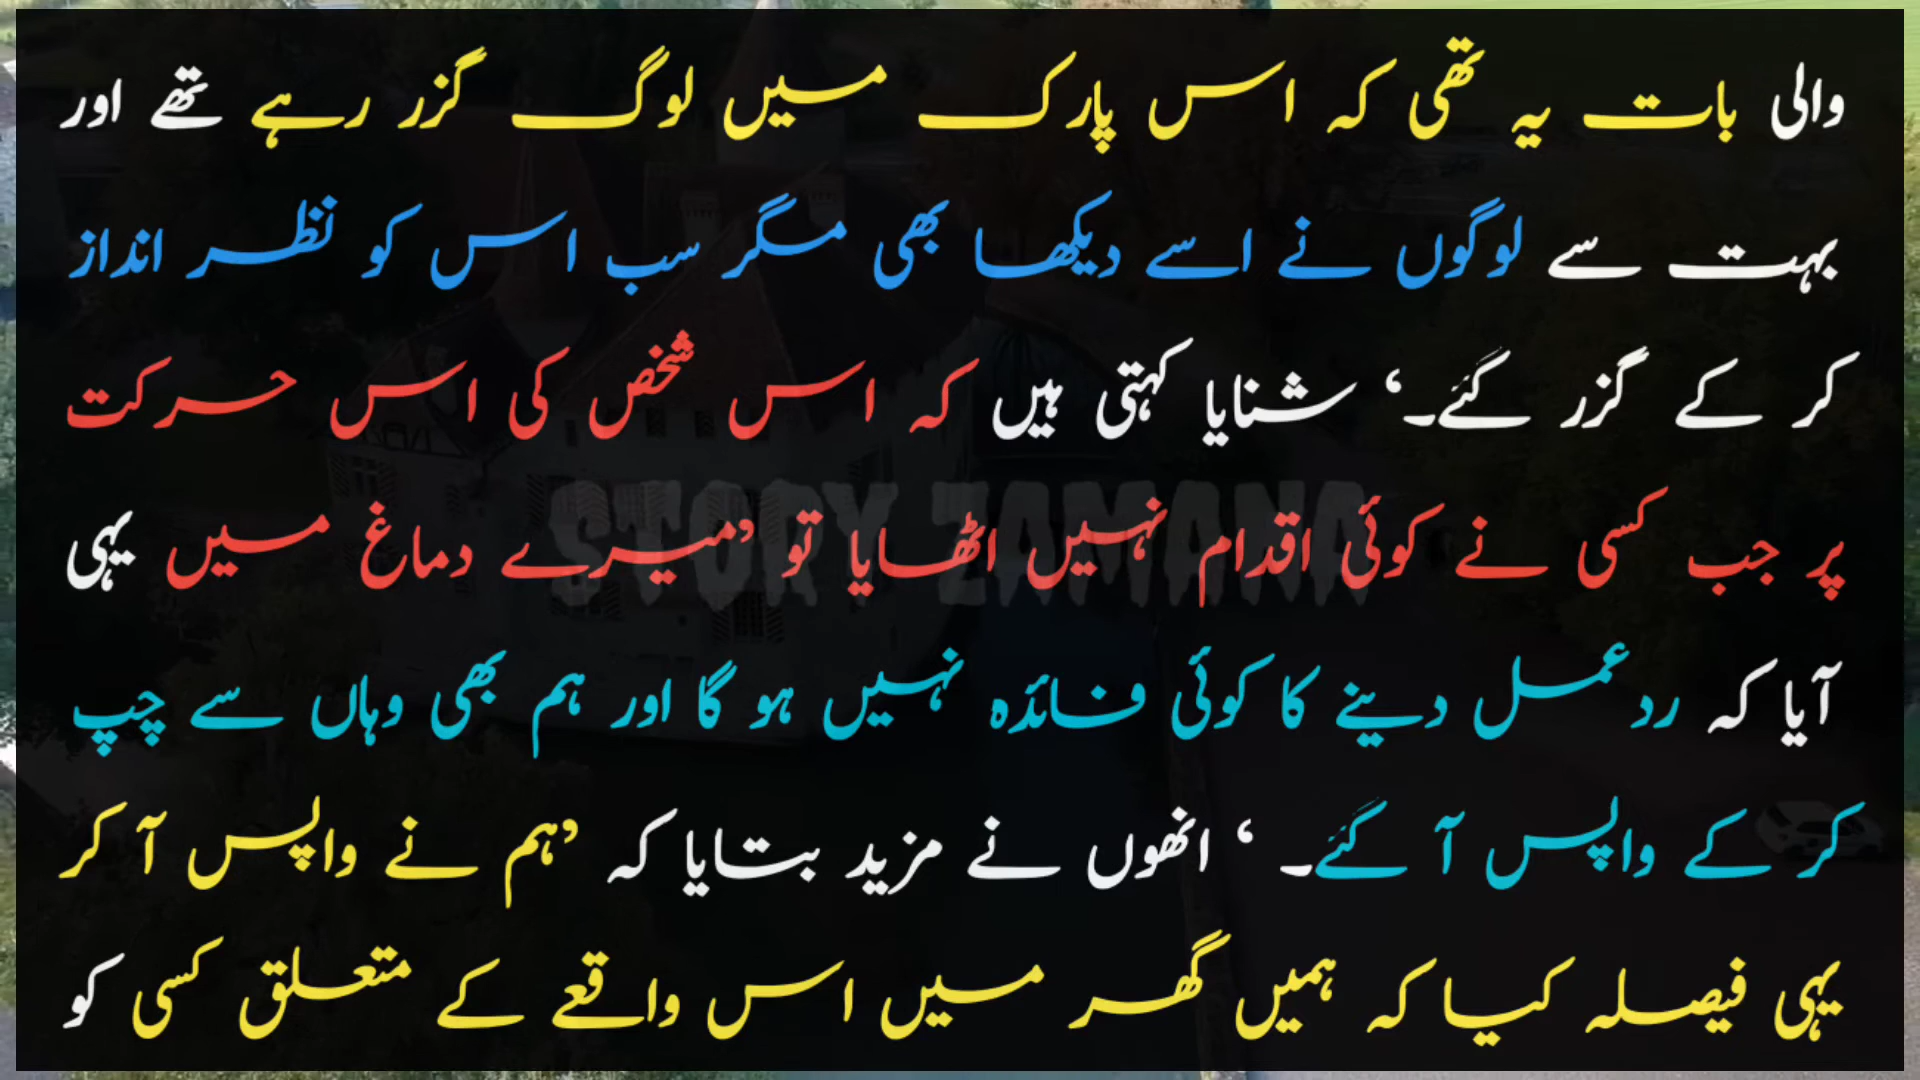 والی بات یہ تھی کہ اس پارک میں لوگ گزر رہے تھے اور
بہت سے لوگوں نے اسے دیکھا بھی مگر سب اس کو نظر انداز
کر کے گزر گئے۔‘ شنایا کہتی ہیں کہ اس شخص کی اس حرکت
پر جب کسی نے کوئی اقدام نہیں اٹھایا تو ’میرے دماغ میں یہی
آیا کہ ردعمل دینے کا کوئی فائدہ نہیں ہو گا اور ہم بھی وہاں سے چپ
کر کے واپس آ گئے۔ ‘ انھوں نے مزید بتایا کہ ’ہم نے واپس آ کر
یہی فیصلہ کیا کہ ہمیں گھر میں اس واقعے کے متعلق کسی کو
STORY ZAMANA